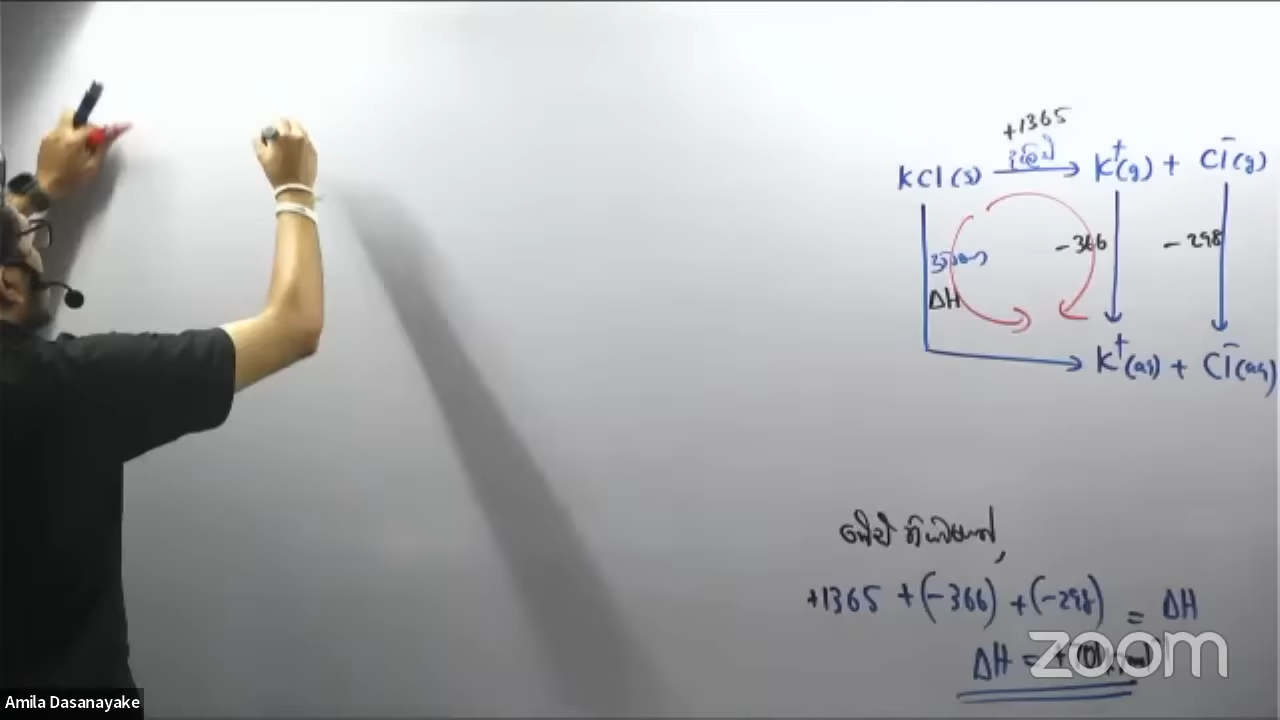 +1365
KCl (s) → K⁺(g) + Cl⁻(g)
-366
- 298
ΔH
K⁺(aq) + Cl⁻(aq)
+1365 + (-366) + (-298) = ΔH
ΔH =
zoom
Amila Dasanayake